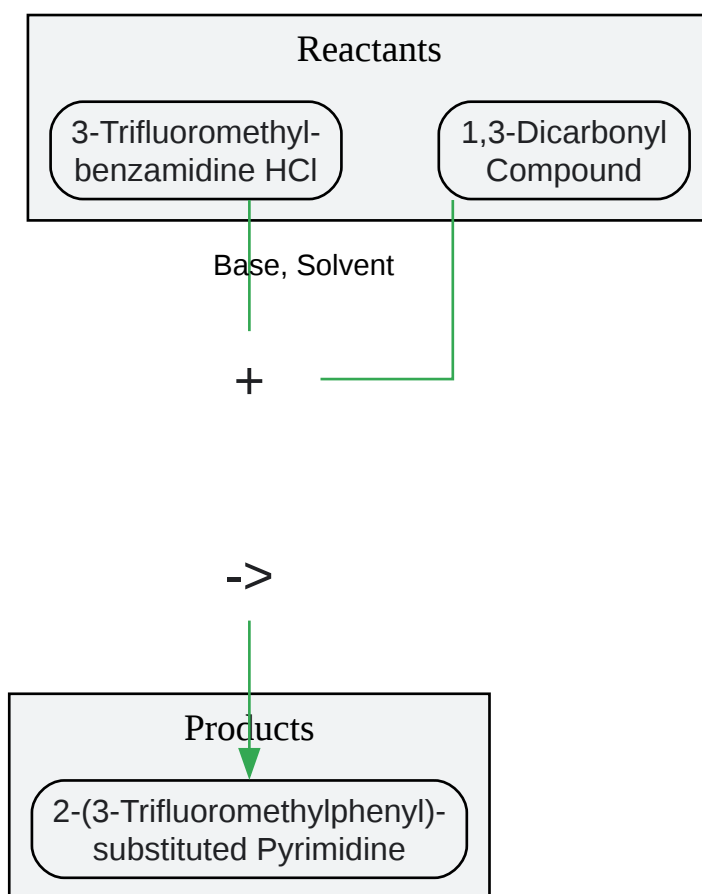 Reactants
3-Trifluoromethyl-
benzamidine HCl
1,3-Dicarbonyl
Compound
Base, Solvent
+
->
Products
2-(3-Trifluoromethylphenyl)-
substituted Pyrimidine